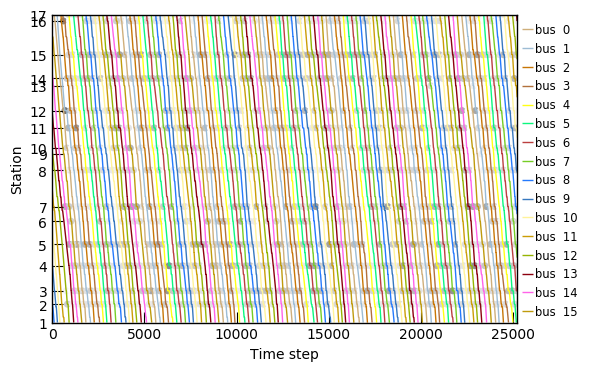 17
16
15
14
13
12
11
10
9
8
7
6
5
4
3
2
1
Station
0 5000 10000 15000 20000 25000
Time step
bus 0
bus 1
bus 2
bus 3
bus 4
bus 5
bus 6
bus 7
bus 8
bus 9
bus 10
bus 11
bus 12
bus 13
bus 14
bus 15